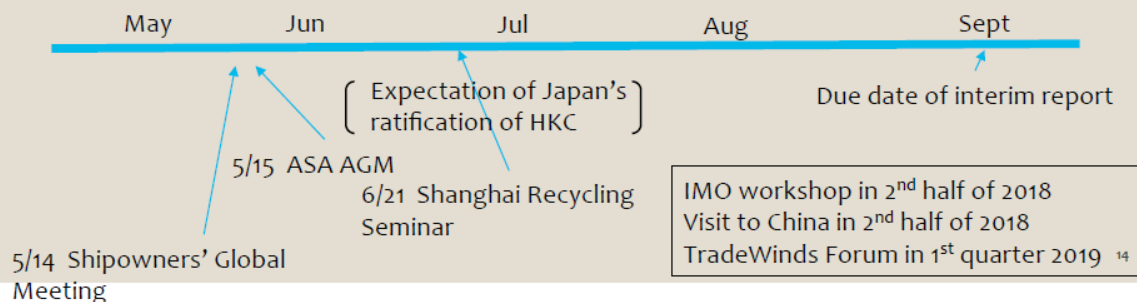 May Jun Jul Aug Sept
Expectation of Japan's
ratification of HKC
Due date of interim report
5/15 ASA AGM
6/21 Shanghai Recycling
Seminar
IMO workshop in 2nd half of 2018
Visit to China in 2nd half of 2018
TradeWinds Forum in 1st quarter 2019 14
5/14 Shipowners' Global
Meeting